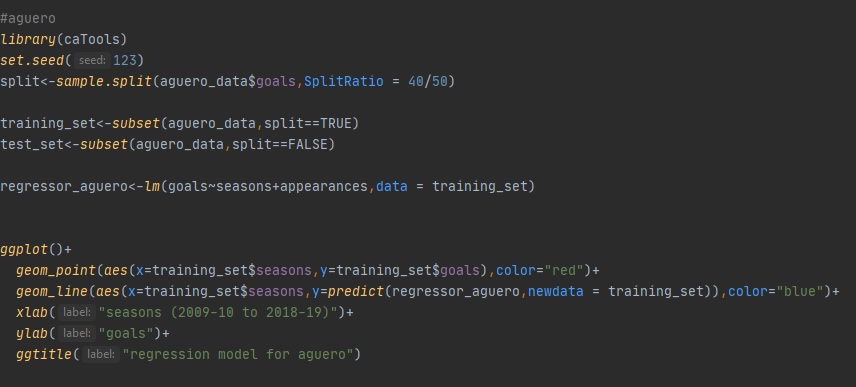 #aguero
library(caTools)
set.seed( seed: 123)
split<-sample.split(aguero_data$goals,SplitRatio = 40/50)
training_set<-subset(aguero_data,split==TRUE)
test_set<-subset(aguero_data,split==FALSE)
regressor_aguero<-lm(goals~seasons+appearances,data = training_set)
ggplot()+
geom_point(aes(x=training_set$seasons,y=training_set$goals),color="red")+
geom_line(aes(x=training_set$seasons,y=predict(regressor_aguero,newdata = training_set)),color="blue")+
xlab( label: "seasons (2009-10 to 2018-19)")+
ylab( label: "goals")+
ggtitle( label: "regression model for aguero")